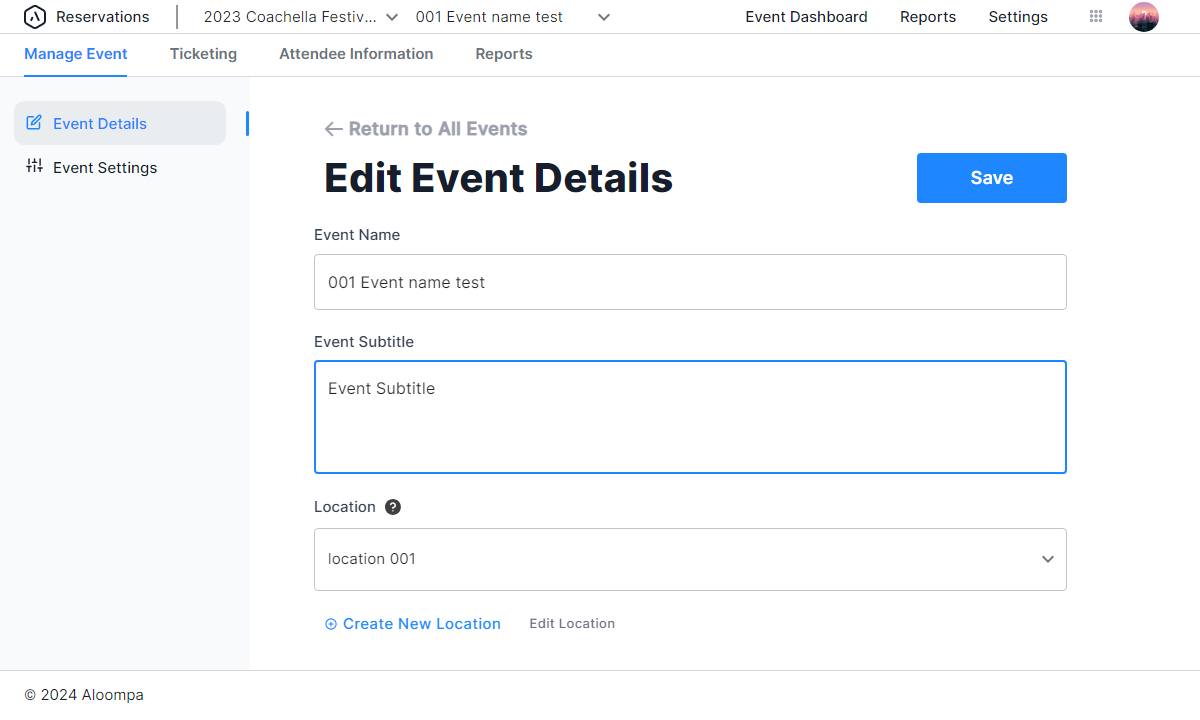 Reservations 2023 Coachella Festiv... 001 Event name test Event Dashboard Reports Settings
Manage Event Ticketing Attendee Information Reports
Event Details
Event Settings
Return to All Events
Edit Event Details
Save
Event Name
001 Event name test
Event Subtitle
Event Subtitle
Location ?
location 001
Create New Location Edit Location
© 2024 Aloompa